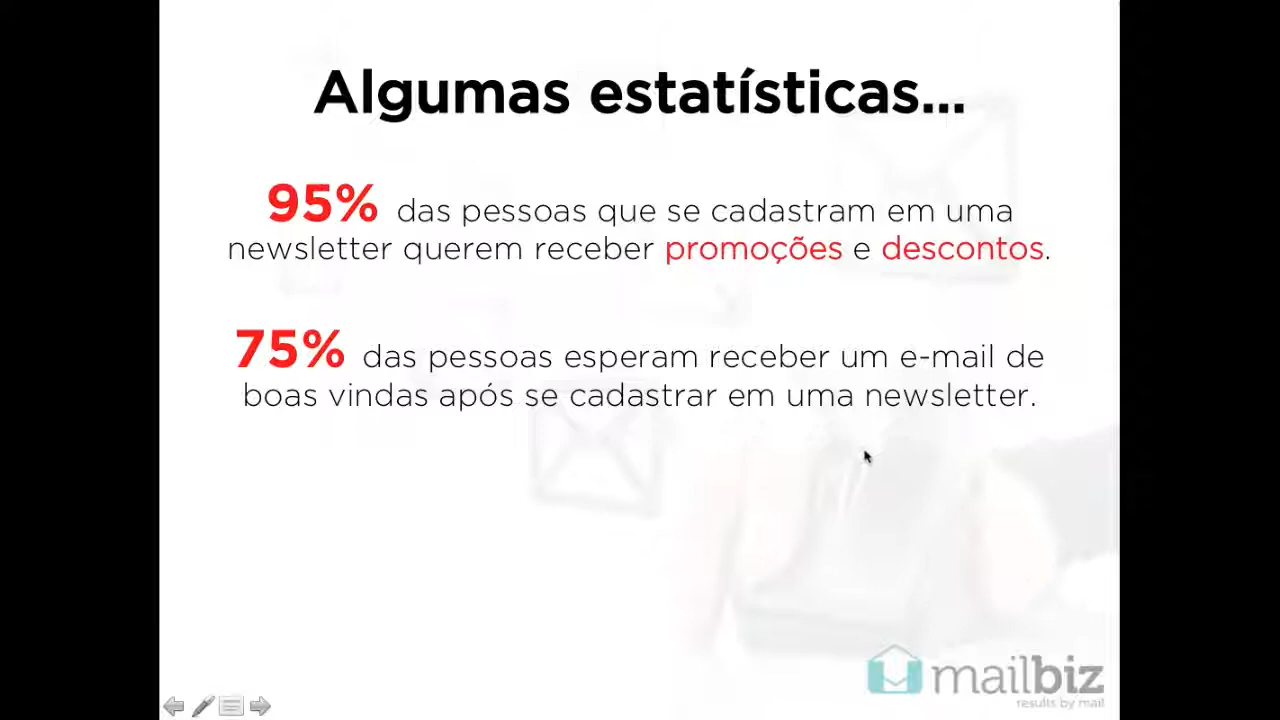 Algumas estatísticas...
95% das pessoas que se cadastram em uma
newsletter querem receber promoções e descontos.
75% das pessoas esperam receber um e-mail de
boas vindas após se cadastrar em uma newsletter.
mailbiz
results by mail